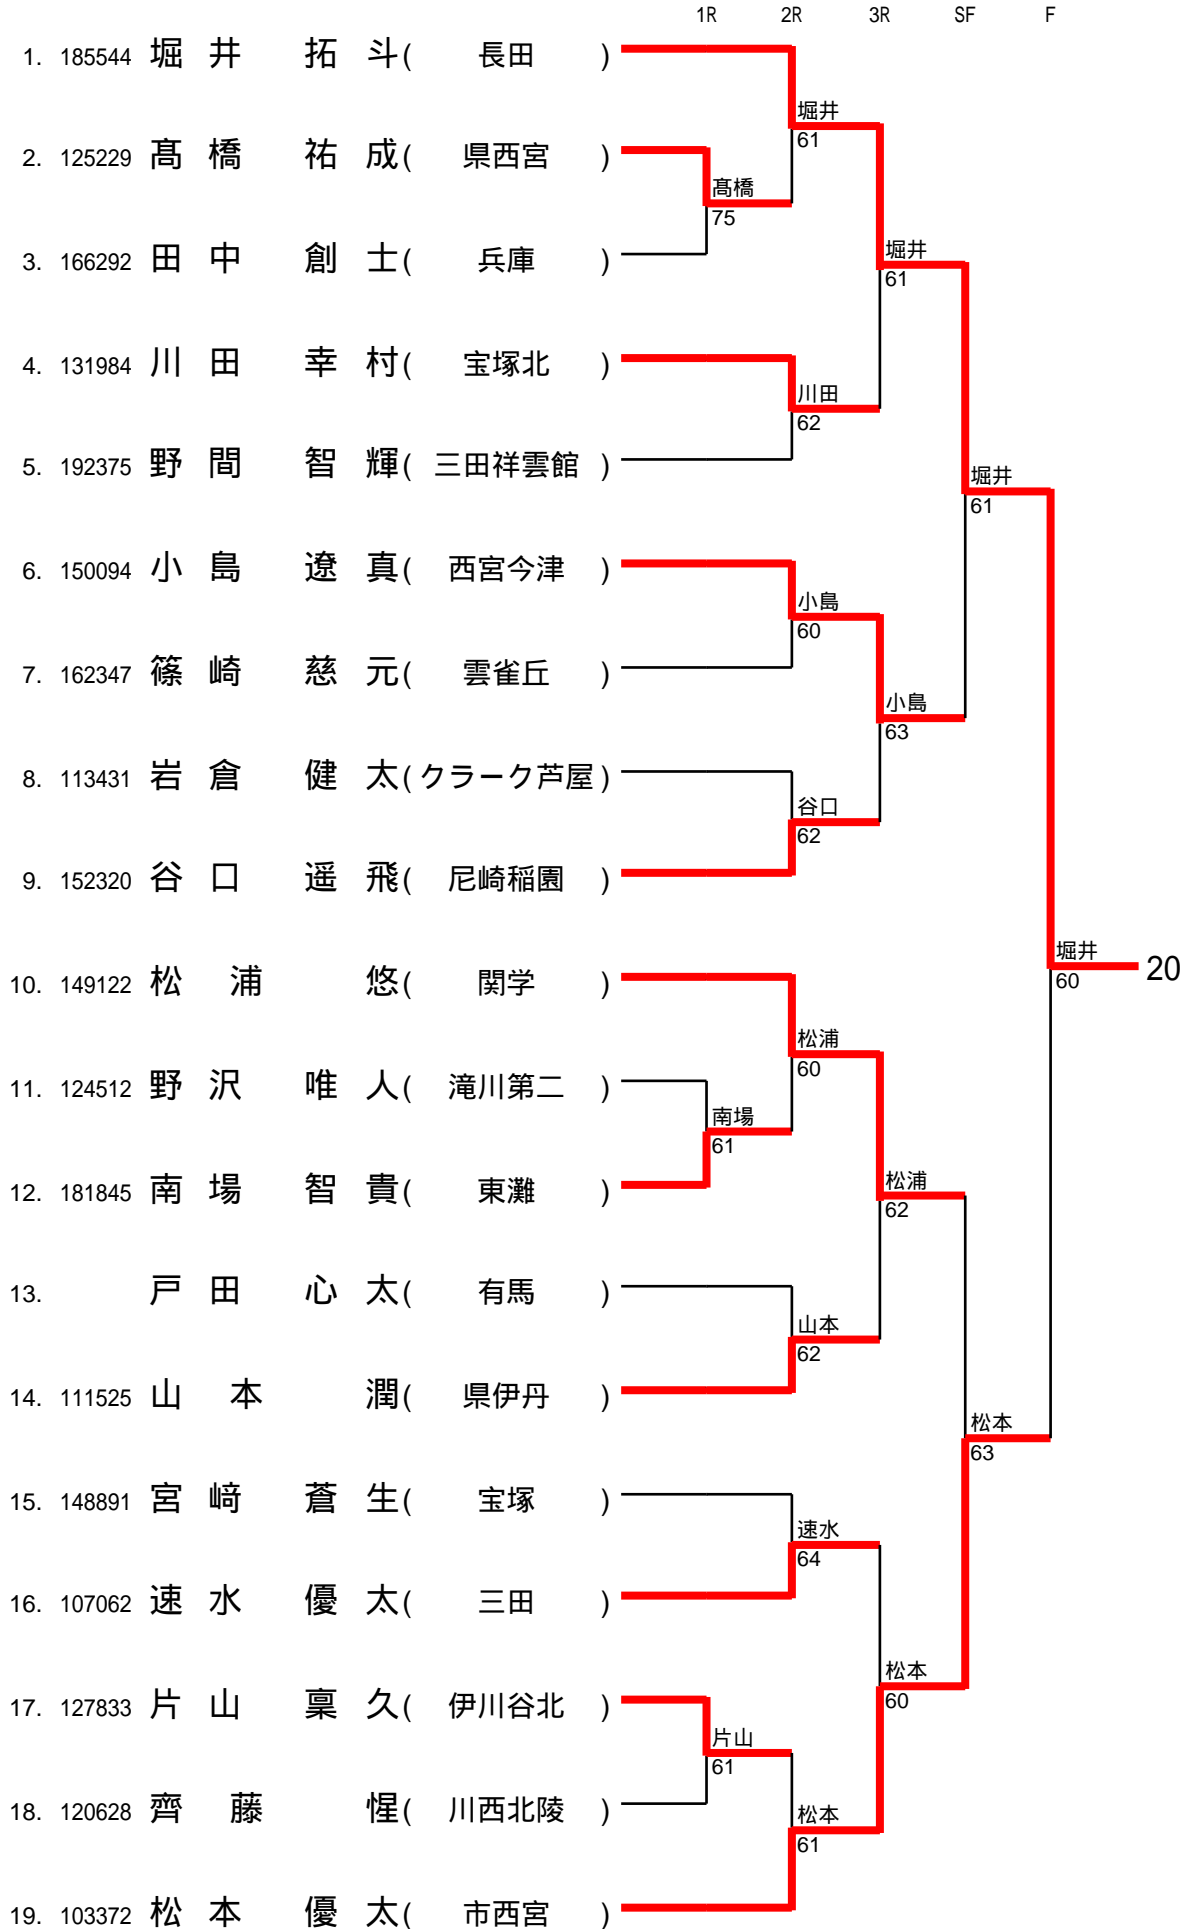 1R 2R 3R SF F
1. 185544 堀井 拓斗( 長田 )
堀井
61
2. 125229 髙橋 祐成( 県西宮 )
髙橋
75
3. 166292 田中 創士( 兵庫 )
堀井
61
4. 131984 川田 幸村( 宝塚北 )
川田
62
5. 192375 野間 智輝( 三田祥雲館 )
堀井
61
6. 150094 小島 遼真( 西宮今津 )
小島
60
7. 162347 篠崎 慈元( 雲雀丘 )
小島
63
8. 113431 岩倉 健太( クラーク芦屋 )
谷口
62
9. 152320 谷口 遥飛( 尼崎稲園 )
堀井
60
20
10. 149122 松浦 悠( 関学 )
松浦
60
11. 124512 野沢 唯人( 滝川第二 )
南場
61
12. 181845 南場 智貴( 東灘 )
松浦
62
13. 戸田 心太( 有馬 )
山本
62
14. 111525 山本 潤( 県伊丹 )
松本
63
15. 148891 宮﨑 蒼生( 宝塚 )
速水
64
16. 107062 速水 優太( 三田 )
松本
60
17. 127833 片山 稟久( 伊川谷北 )
片山
61
18. 120628 齊藤 惺( 川西北陵 )
松本
61
19. 103372 松本 優太( 市西宮 )